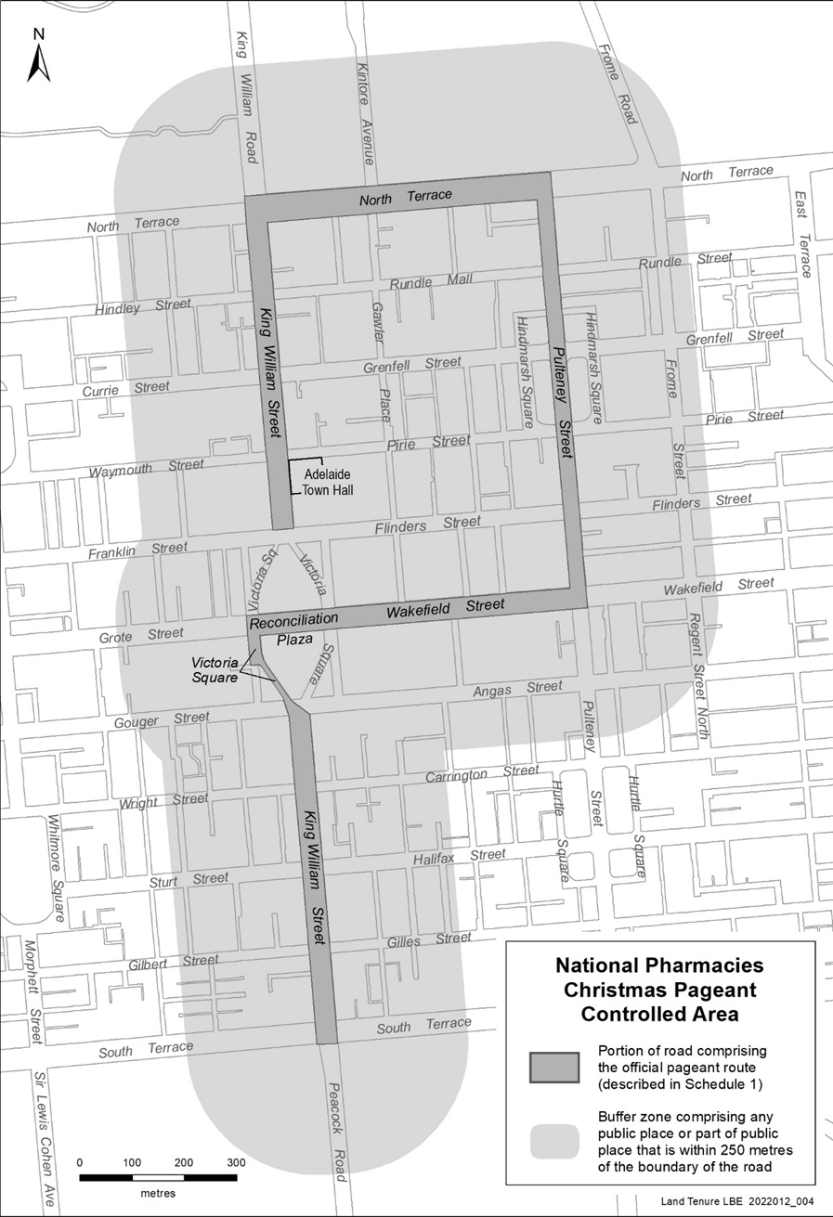 N
King William Road
Kintore Avenue
Frome Road
North Terrace
North Terrace
North Terrace
East Terrace
Rundle Street
Rundle Mall
Hindley Street
King William Street
Gawler Place
Hindmarsh Square
Hindmarsh Square
Pulteney Street
Grenfell Street
Grenfell Street
Frome Street
Currie Street
Pirie Street
Pirie Street
Waymouth Street
Adelaide
Town Hall
Flinders Street
Flinders Street
Franklin Street
Victoria Sq
Victoria Square
Wakefield Street
Wakefield Street
Reconciliation
Plaza
Grote Street
Victoria
Square
Regent Street North
Angas Street
Gouger Street
Pulteney Street
Carrington Street
Wright Street
Hurtle Square
Hurtle Square
Whitmore Square
King William Street
Halifax Street
Sturt Street
Gilles Street
Gilbert Street
Morphett Street
South Terrace
South Terrace
Sir Lewis Cohen Ave
Peacock Road
National Pharmacies
Christmas Pageant
Controlled Area
Portion of road comprising
the official pageant route
(described in Schedule 1)
Buffer zone comprising any
public place or part of public
place that is within 250 metres
of the boundary of the road
0 100 200 300
metres
Land Tenure LBE 2022012_004